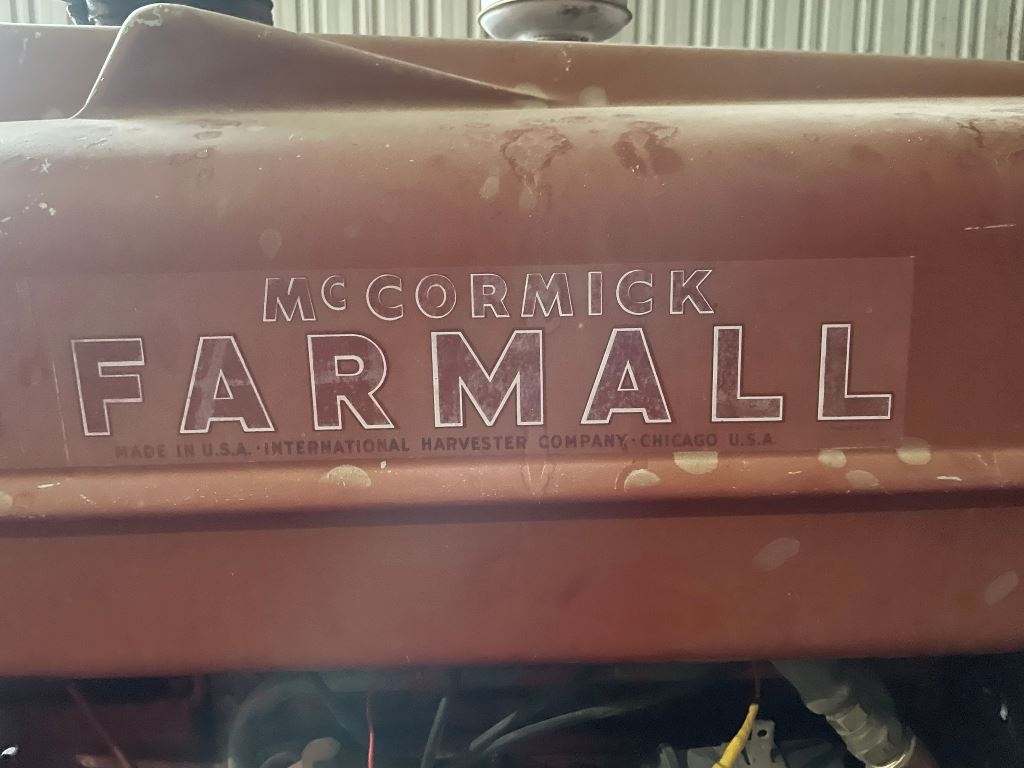 McCORMICK
FARMALL
MADE IN U.S.A. · INTERNATIONAL HARVESTER COMPANY · CHICAGO U.S.A.